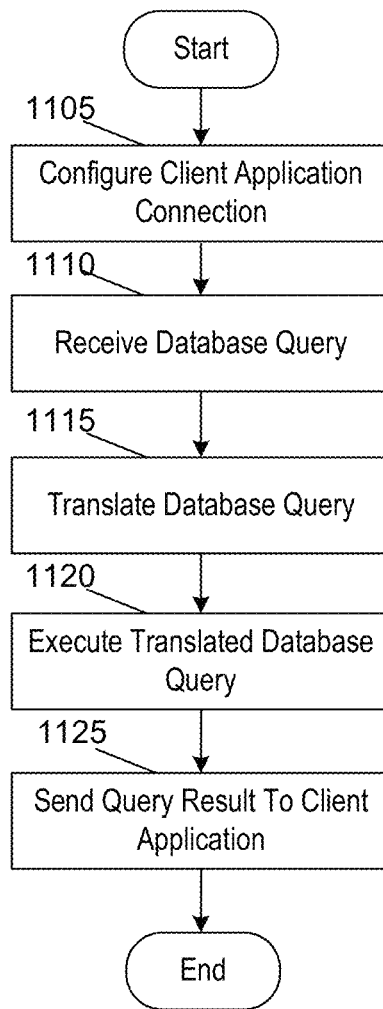 Start
1105
Configure Client Application
Connection
1110
Receive Database Query
1115
Translate Database Query
1120
Execute Translated Database
Query
1125
Send Query Result To Client
Application
End